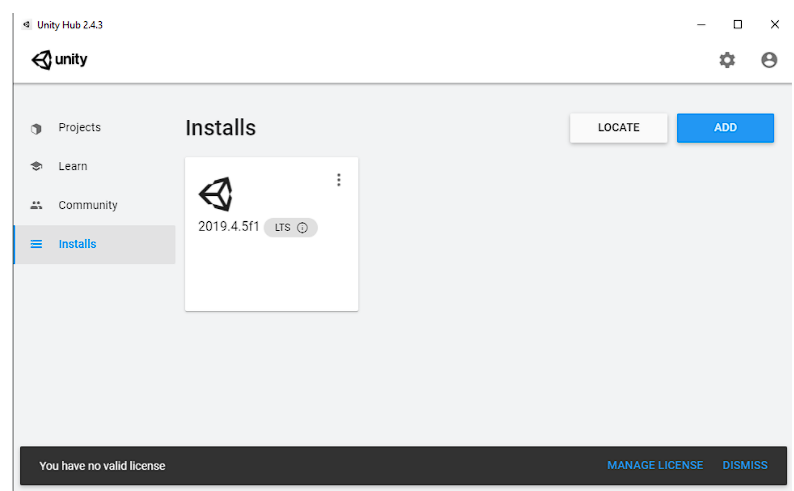 Unity Hub 2.4.3
unity
Projects
Learn
Community
Installs
Installs
LOCATE
ADD
2019.4.5f1 LTS
You have no valid license
MANAGE LICENSE DISMISS